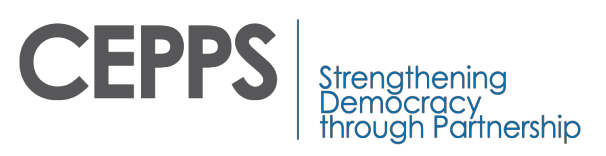 CEPPS
Strengthening
Democracy
through Partnership